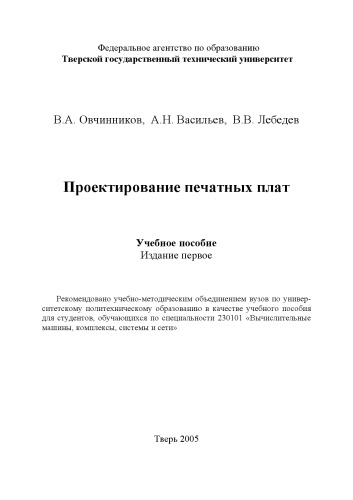 Федеральное агентство по образованию
Тверской государственный технический университет
В.А. Овчинников, А.Н. Васильев, В.В. Лебедев
Проектирование печатных плат
Учебное пособие
Издание первое
Рекомендовано учебно-методическим объединением вузов по универ-
ситетскому политехническому образованию в качестве учебного пособия
для студентов, обучающихся по специальности 230101 «Вычислительные
машины, комплексы, системы и сети»
Тверь 2005